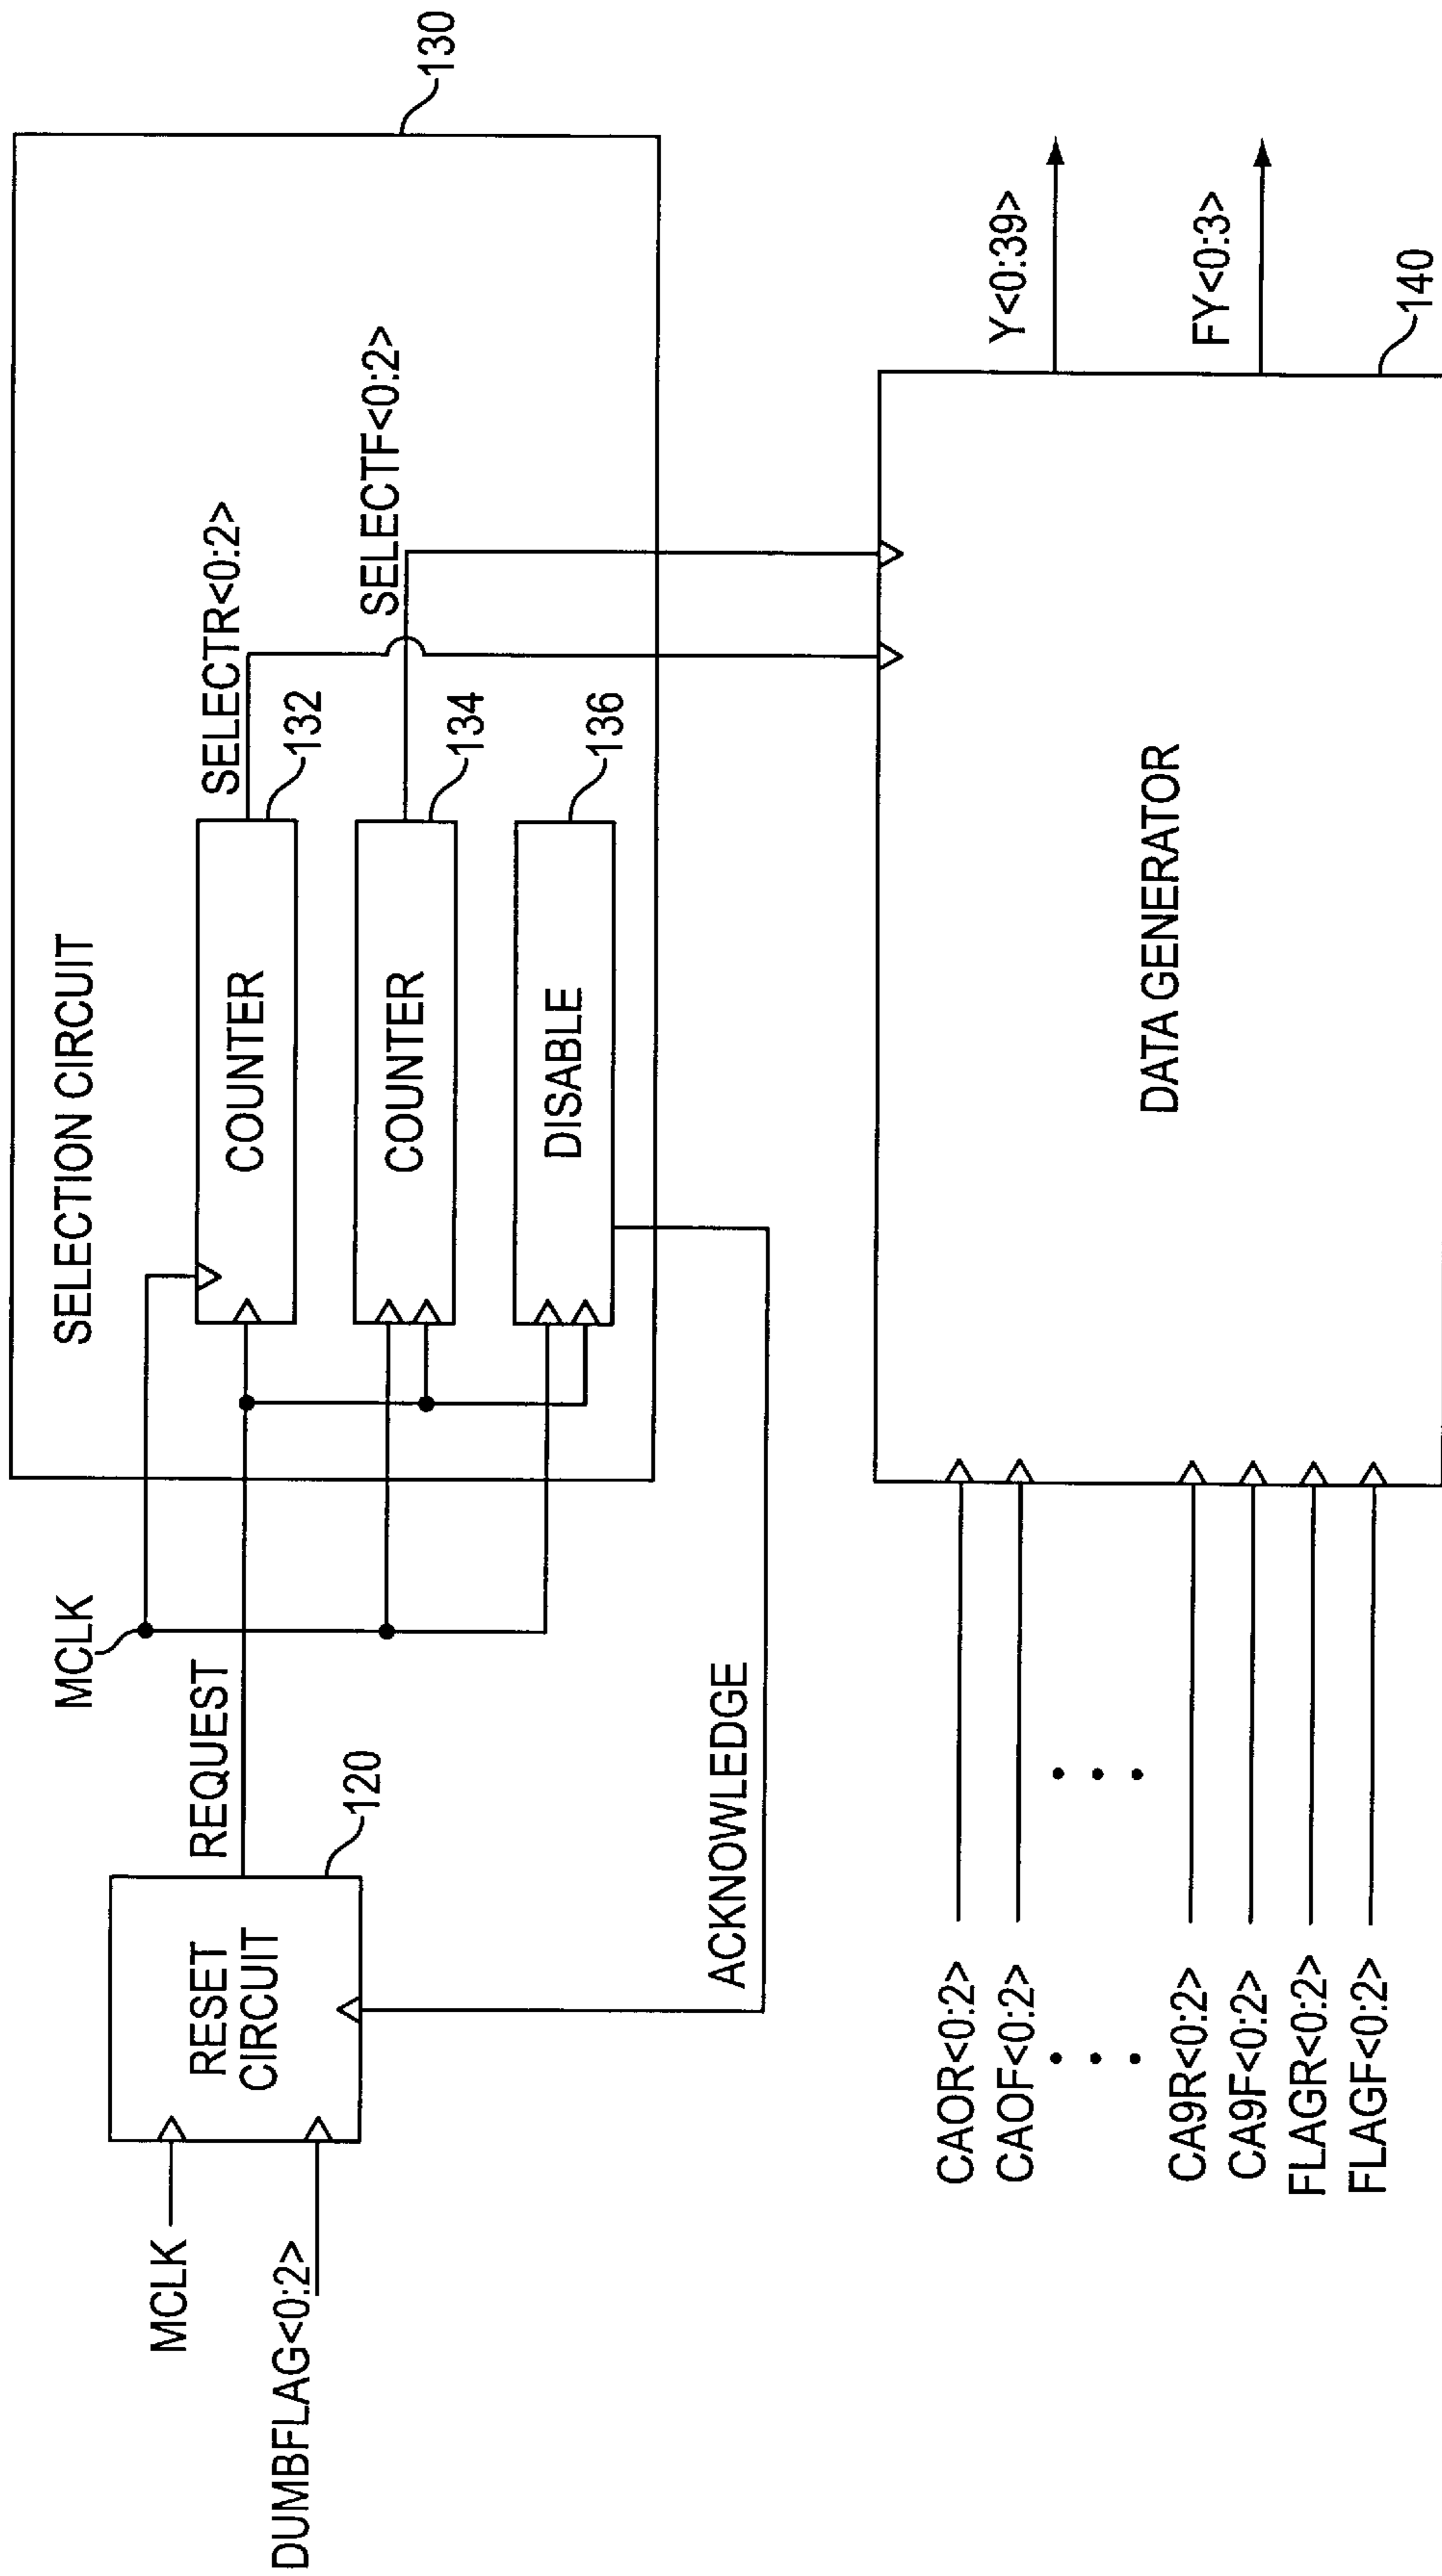 SELECTION CIRCUIT
130
MCLK
SELECTR<0:2>
COUNTER
132
REQUEST
SELECTF<0:2>
COUNTER
134
DISABLE
136
MCLK
RESET
CIRCUIT
120
DUMBFLAG<0:2>
ACKNOWLEDGE
CAOR<0:2>
CAOF<0:2>
CA9R<0:2>
CA9F<0:2>
FLAGR<0:2>
FLAGF<0:2>
DATA GENERATOR
Y<0:39>
FY<0:3>
140